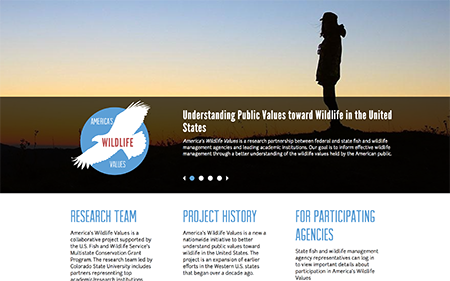 AMERICA'S
WILDLIFE
VALUES
Understanding Public Values toward Wildlife in the United
States
America's Wildlife Values is a research partnership between federal and state fish and wildlife
management agencies and leading academic institutions. Our goal is to inform effective wildlife
management through a better understanding of the wildlife values held by the American public.
RESEARCH TEAM
America's Wildlife Values is a
collaborative project supported by
the U.S. Fish and Wildlife Service's
Multistate Conservation Grant
Program. The research team led by
Colorado State University includes
partners representing top
academic/research institutions
PROJECT HISTORY
America's Wildlife Values is a new a
nationwide initiative to better
understand public values toward
wildlife in the United States. The
project is an expansion of earlier
efforts in the Western U.S. states
that began over a decade ago.
FOR PARTICIPATING
AGENCIES
State fish and wildlife management
agency representatives can log in
to view important details about
participation in America's Wildlife
Values